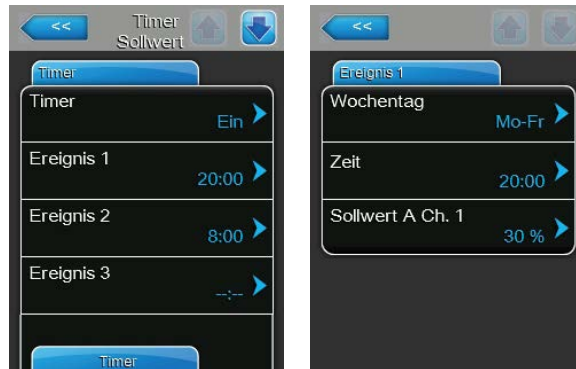 <<
Timer
Sollwert
Timer
Timer
Ein
Ereignis 1
20:00
Ereignis 2
8:00
Ereignis 3
--:--
Timer
<<
Ereignis 1
Wochentag
Mo-Fr
Zeit
20:00
Sollwert A Ch. 1
30 %